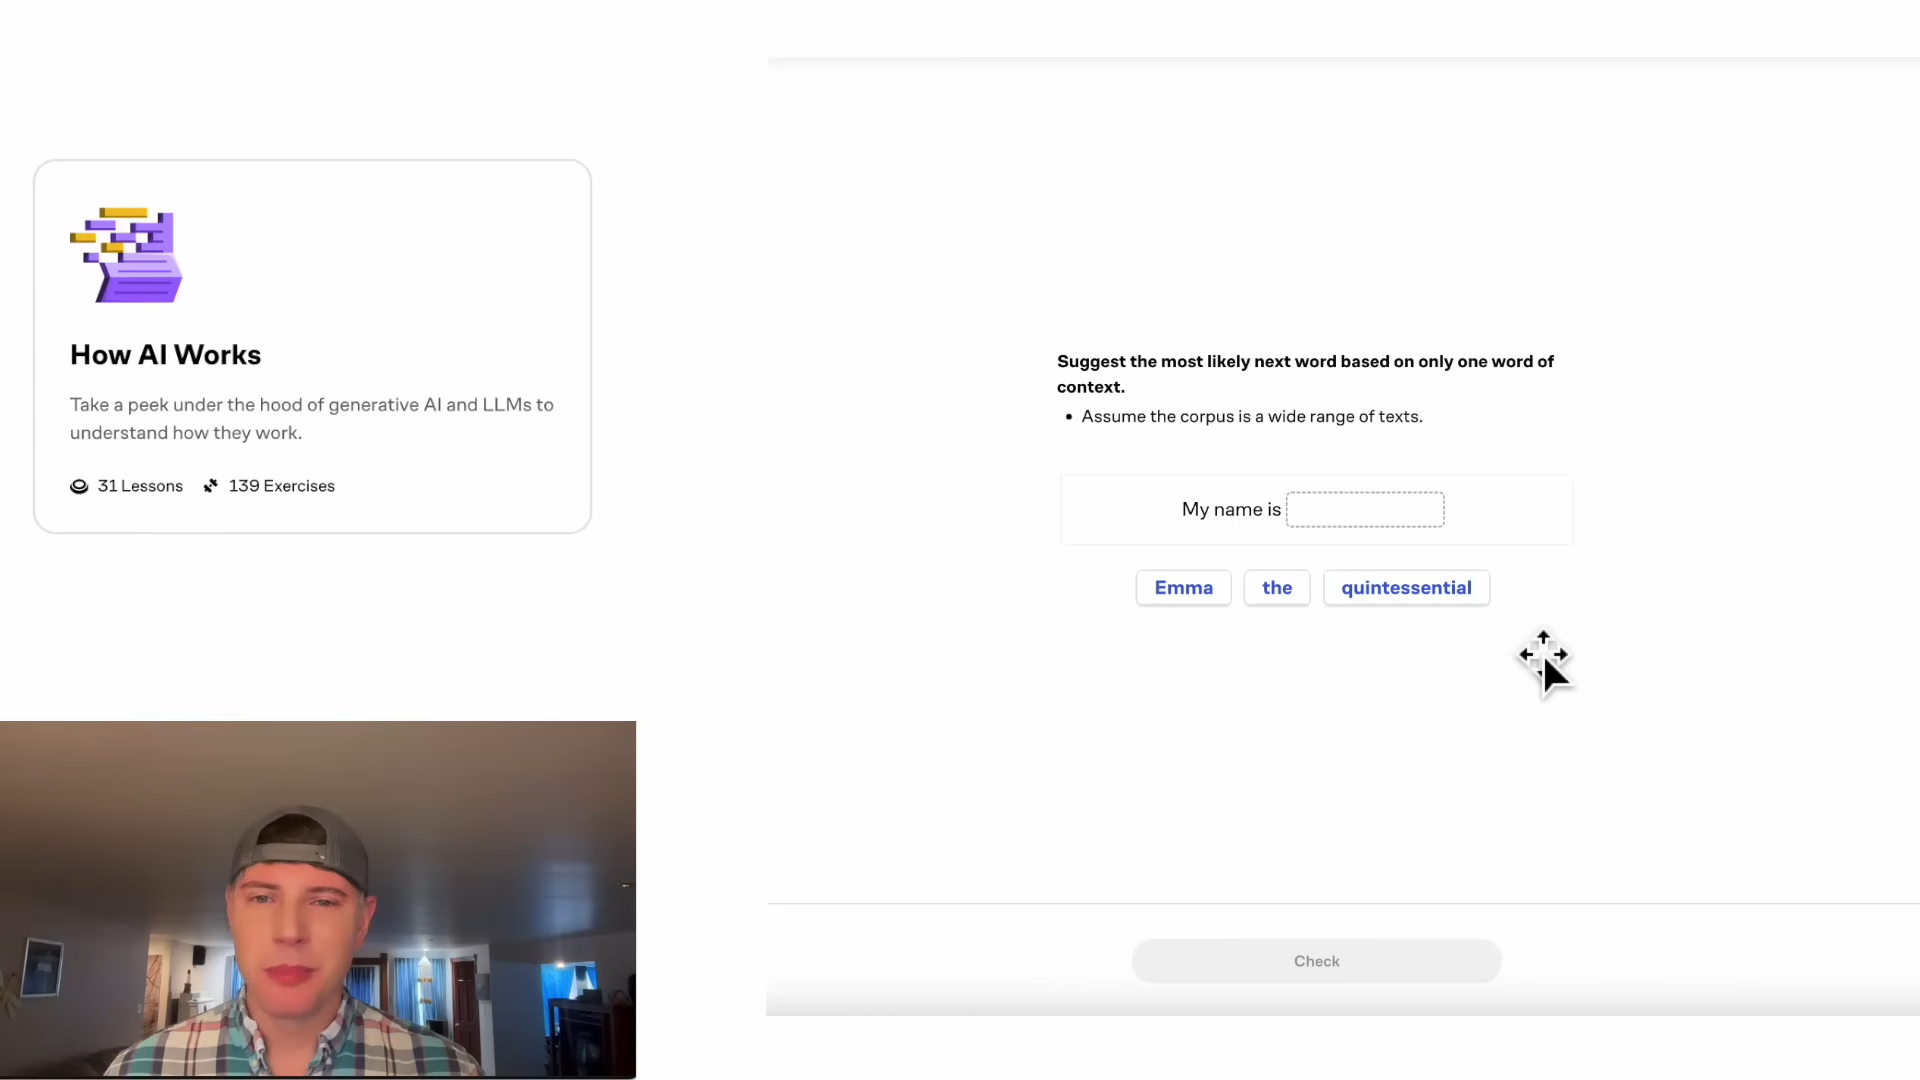 How AI Works
Take a peek under the hood of generative AI and LLMs to
understand how they work.
31 Lessons 139 Exercises
Suggest the most likely next word based on only one word of
context.
• Assume the corpus is a wide range of texts.
My name is
Emma the quintessential
Check